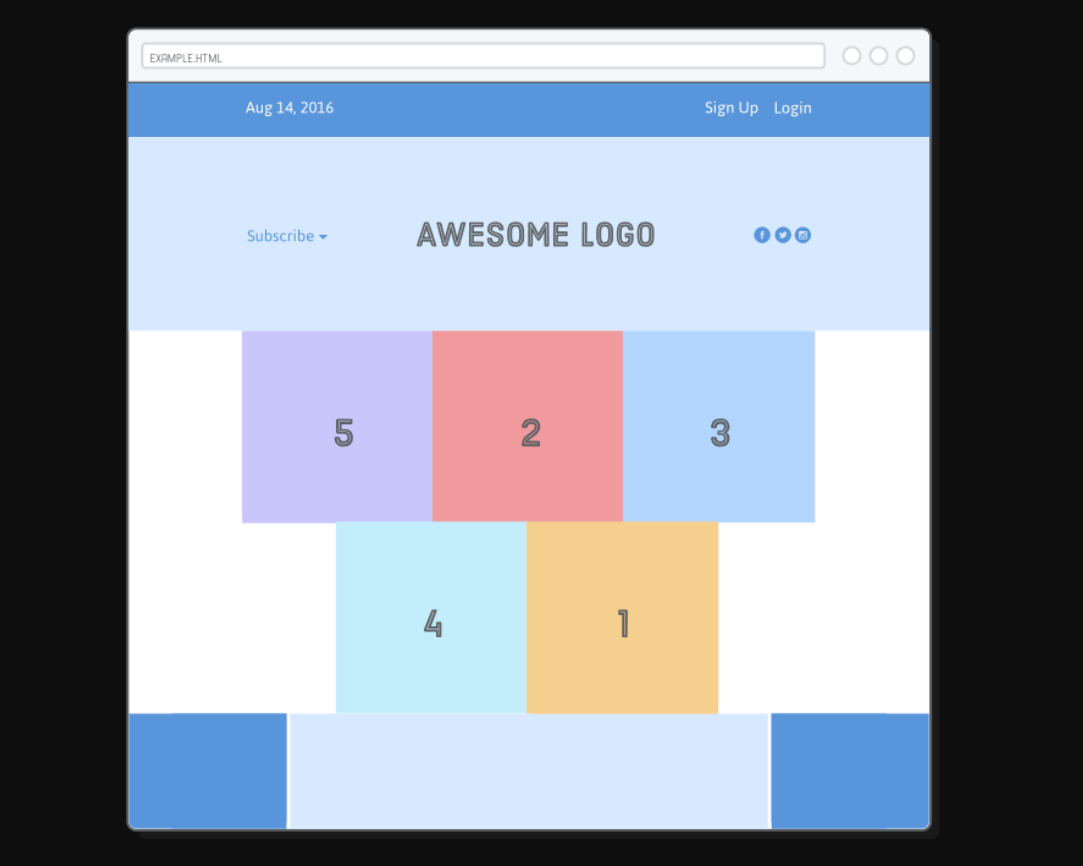 EXAMPLE.HTML
Aug 14, 2016 Sign Up Login
Subscribe AWESOME LOGO
5 2 3
4 1